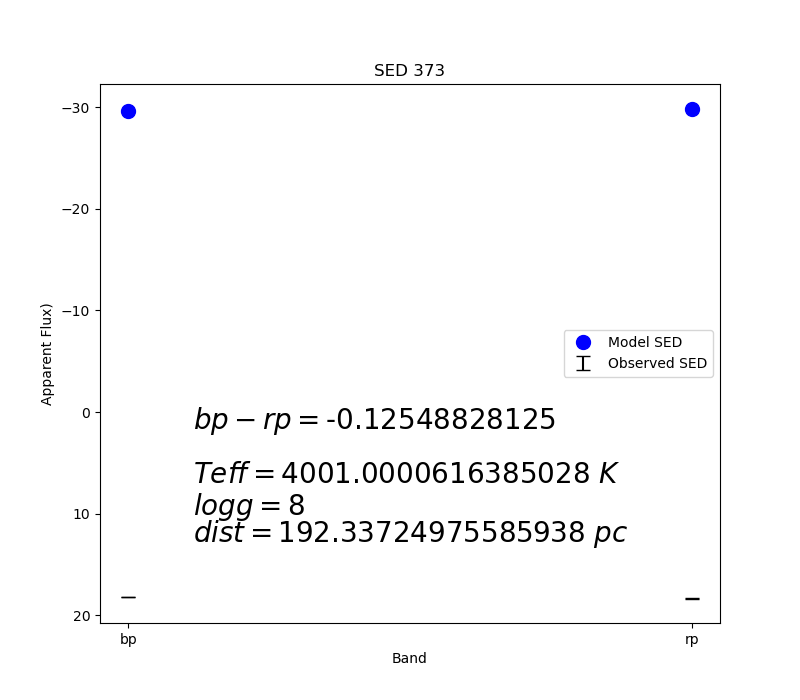 SED 373
−30
−20
−10
0
10
20
Apparent Flux)
Model SED
Observed SED
bp − rp = -0.12548828125
Teff = 4001.0000616385028 K
logg = 8
dist = 192.33724975585938 pc
bp
rp
Band